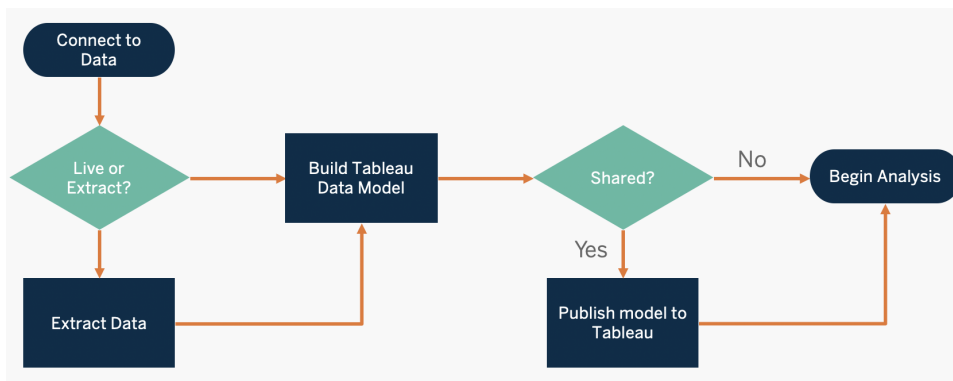 Connect to
Data
Live or
Extract?
Extract Data
Build Tableau
Data Model
Shared?
Yes
No
Publish model to
Tableau
Begin Analysis